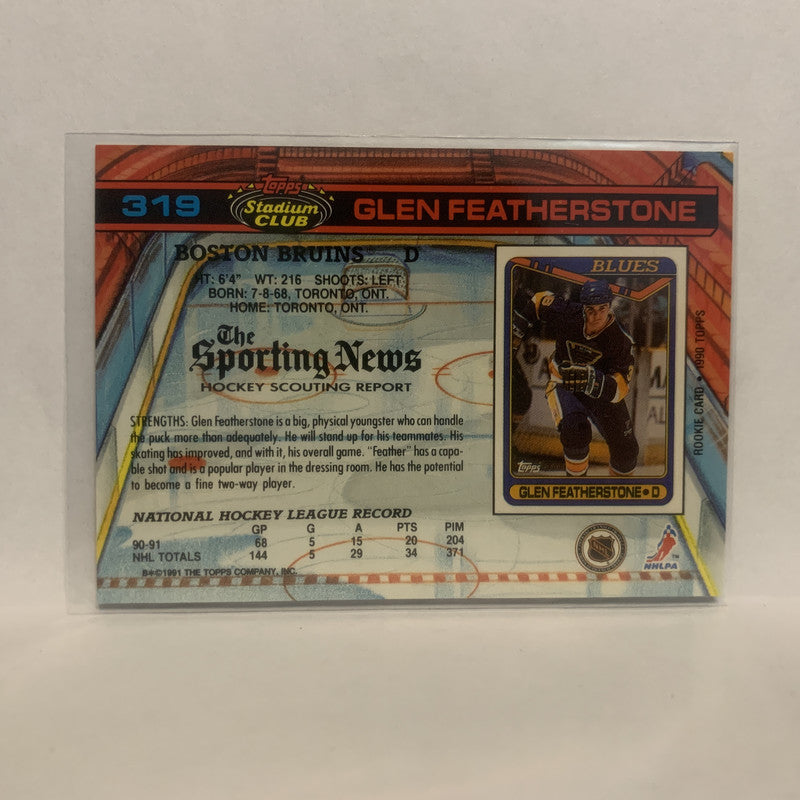 319
Topps
Stadium
CLUB
GLEN FEATHERSTONE
BOSTON BRUINS D
HT: 6'4" WT: 216 SHOOTS: LEFT
BORN: 7-8-68, TORONTO, ONT.
HOME: TORONTO, ONT.
The
Sporting News
HOCKEY SCOUTING REPORT
STRENGTHS: Glen Featherstone is a big, physical youngster who can handle
the puck more than adequately. He will stand up for his teammates. His
skating has improved, and with it, his overall game. "Feather" has a capa-
ble shot and is a popular player in the dressing room. He has the potential
to become a fine two-way player.
NATIONAL HOCKEY LEAGUE RECORD
GP G A PTS PIM
90-91 68 5 15 20 204
NHL TOTALS 144 5 29 34 371
B*©1991 THE TOPPS COMPANY, INC.
BLUES
Topps
GLEN FEATHERSTONE • D
ROOKIE CARD • 1990 TOPPS
NHL
NHLPA
TM